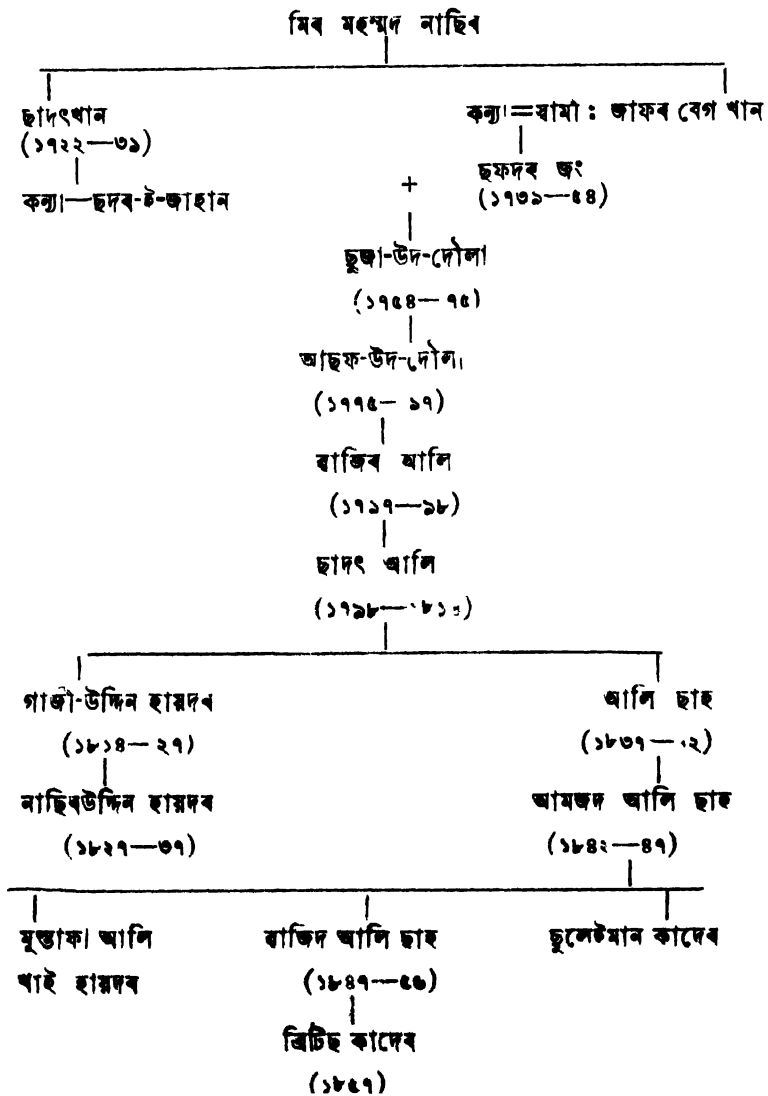 মিৰ মহম্মদ নাছিৰ
ছাদৎখান
(১৭২২—৩৯)
কন্যা—ছদৰ-ই-জাহান
কন্যা=স্বামী : জাফৰ বেগ খান
ছফদৰ জং
(১৭৩৯—৫৪)
+
ছুজা-উদ-দৌলা
(১৭৫৪—৭৫)
আছফ-উদ-দৌলা
(১৭৭৫—৯৭)
ৱাজিৰ আলি
(১৭৯৭—৯৮)
ছাদৎ আলি
(১৭৯৮—
গাজী-উদ্দিন হায়দৰ
(১৮১৪—২৭)
নাছিৰউদ্দিন হায়দৰ
(১৮২৭—৩৭)
আলি ছাহ
(১৮৩৭—
আমজদ আলি ছাহ
(১৮৪২—৪৭)
মুস্তাফা আলি
খাই হায়দৰ
ৱাজিদ আলি ছাহ
(১৮৪৭—৫৬)
ব্ৰিটিছ কাদেৰ
(১৮৫৭)
ছুলেইমান কাদেৰ